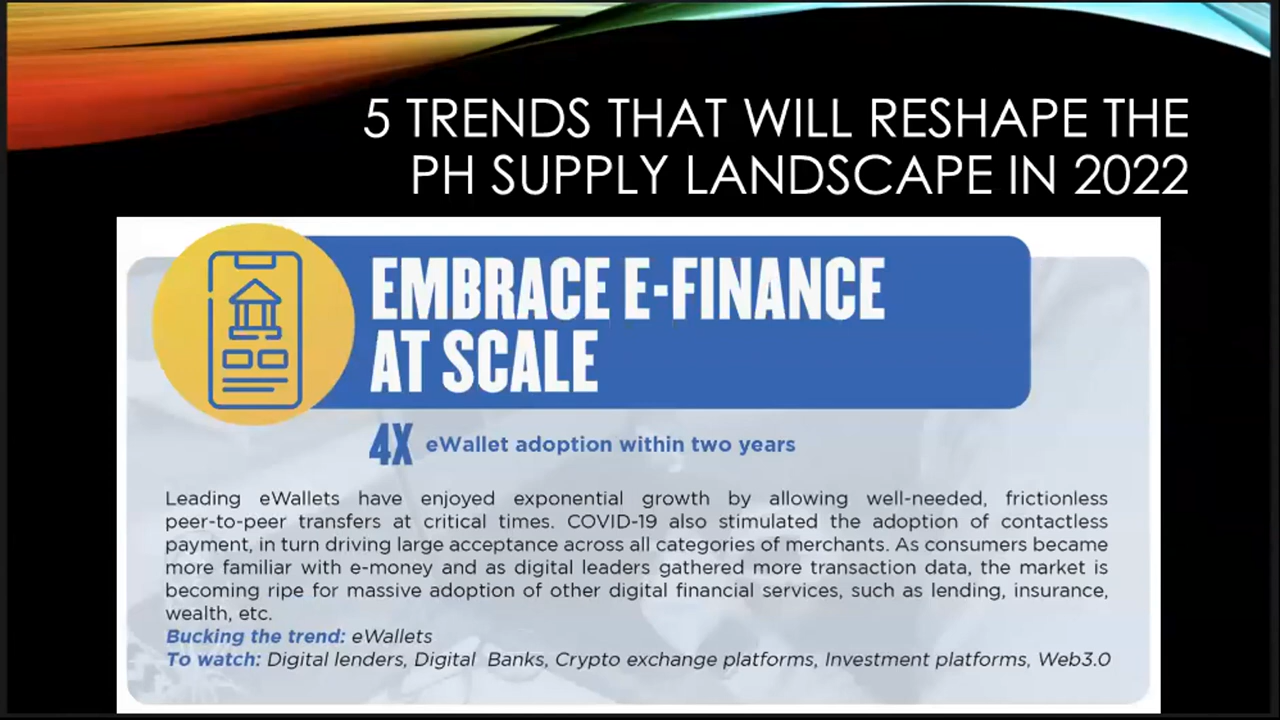 5 TRENDS THAT WILL RESHAPE THE
PH SUPPLY LANDSCAPE IN 2022
EMBRACE E-FINANCE
AT SCALE
4X eWallet adoption within two years
Leading eWallets have enjoyed exponential growth by allowing well-needed, frictionless
peer-to-peer transfers at critical times. COVID-19 also stimulated the adoption of contactless
payment, in turn driving large acceptance across all categories of merchants. As consumers became
more familiar with e-money and as digital leaders gathered more transaction data, the market is
becoming ripe for massive adoption of other digital financial services, such as lending, insurance,
wealth, etc.
Bucking the trend: eWallets
To watch: Digital lenders, Digital Banks, Crypto exchange platforms, Investment platforms, Web3.0